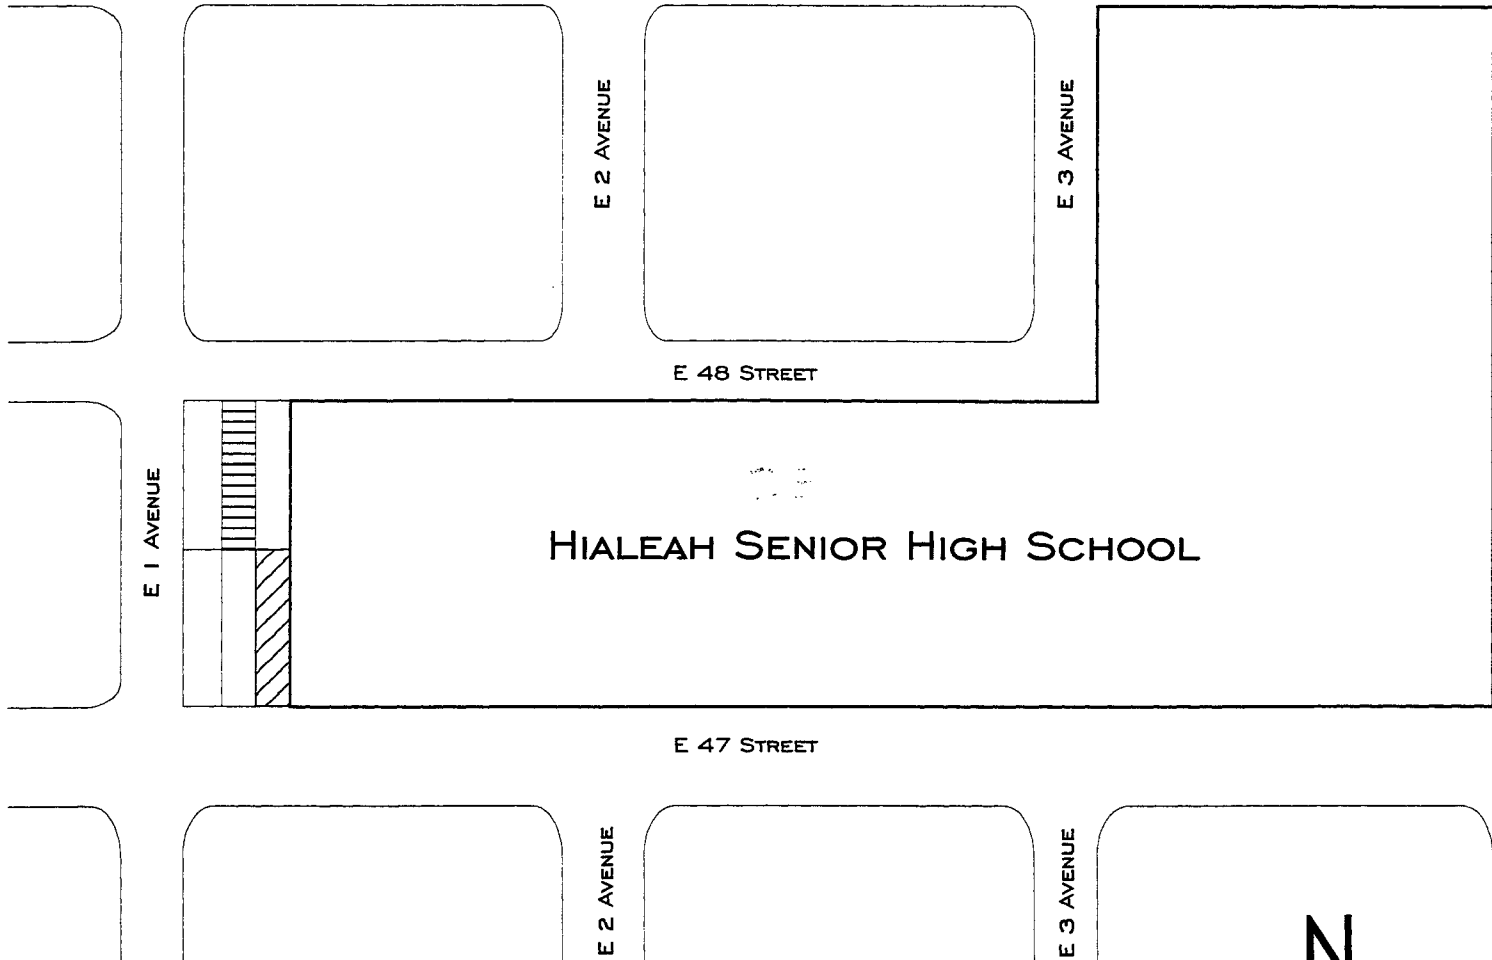 E 2 AVENUE
E 3 AVENUE
E 48 STREET
E 1 AVENUE
HIALEAH SENIOR HIGH SCHOOL
E 47 STREET
E 2 AVENUE
E 3 AVENUE
N